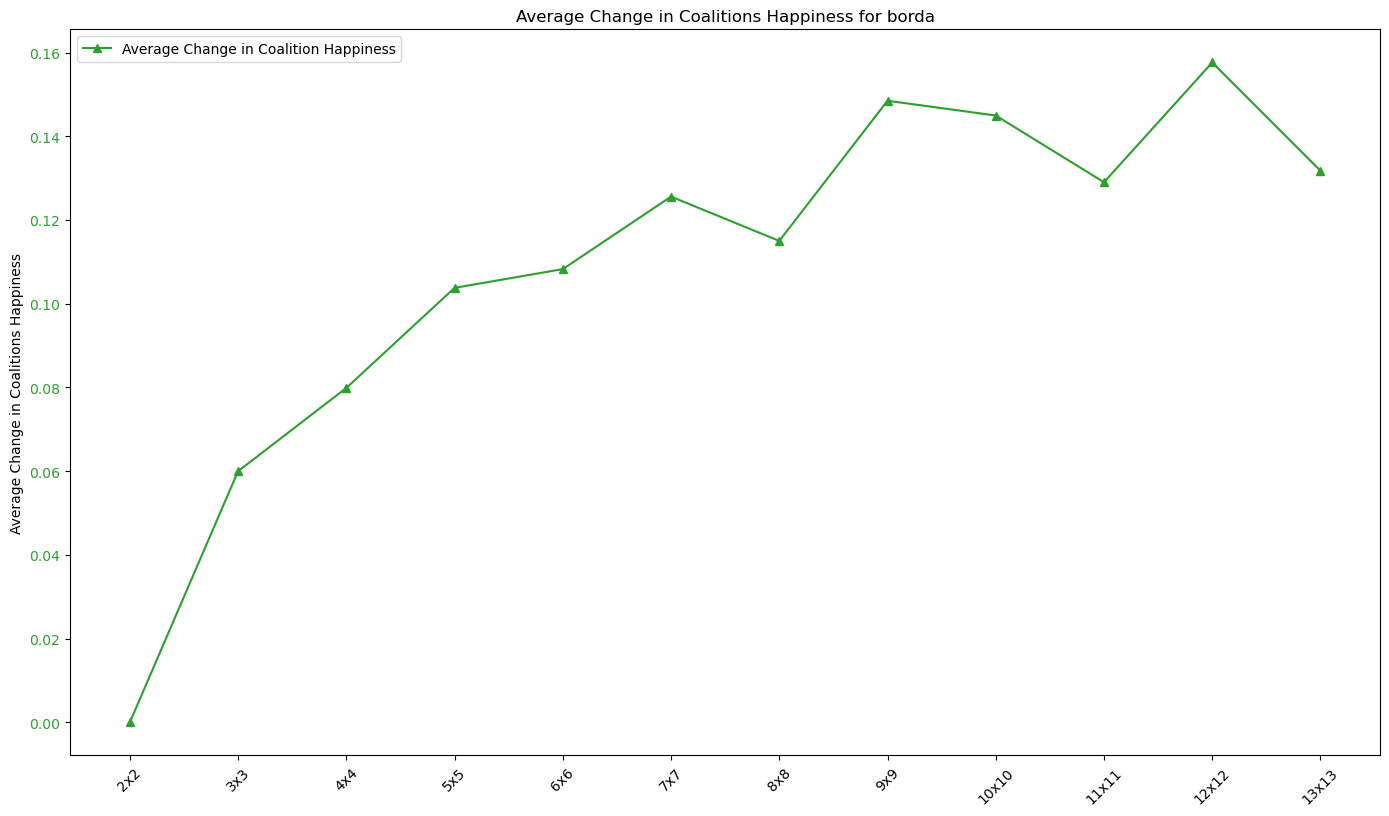 Average Change in Coalitions Happiness for borda
Average Change in Coalition Happiness
Average Change in Coalitions Happiness
0.16
0.14
0.12
0.10
0.08
0.06
0.04
0.02
0.00
2x2
3x3
4x4
5x5
6x6
7x7
8x8
9x9
10x10
11x11
12x12
13x13